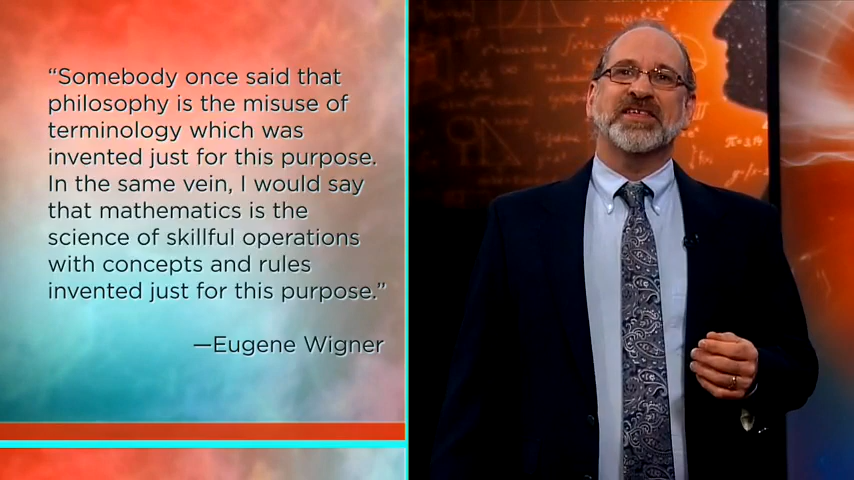 “Somebody once said that
philosophy is the misuse of
terminology which was
invented just for this purpose.
In the same vein, I would say
that mathematics is the
science of skillful operations
with concepts and rules
invented just for this purpose.”
—Eugene Wigner